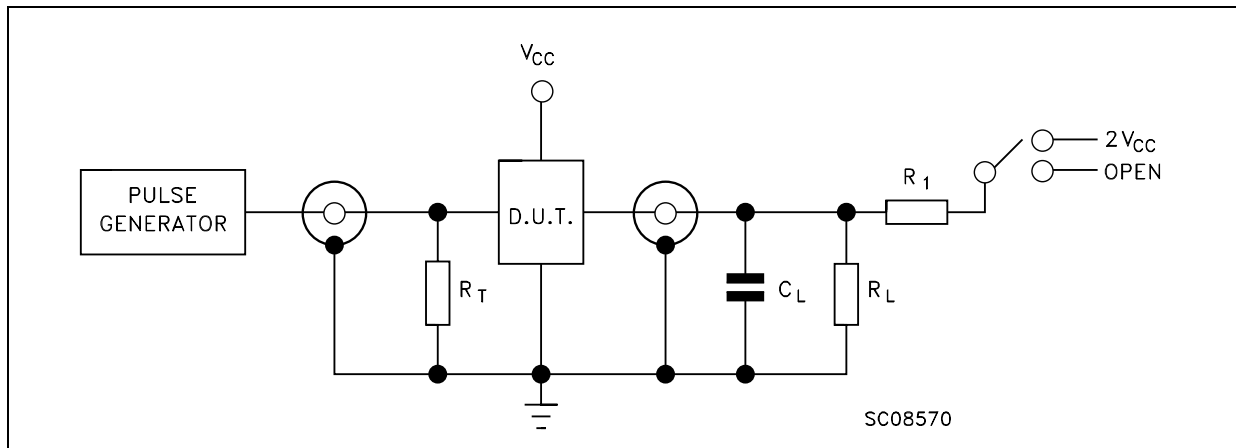 VCC
2VCC
OPEN
R1
PULSE
GENERATOR
D.U.T.
RT
CL
RL
SC08570